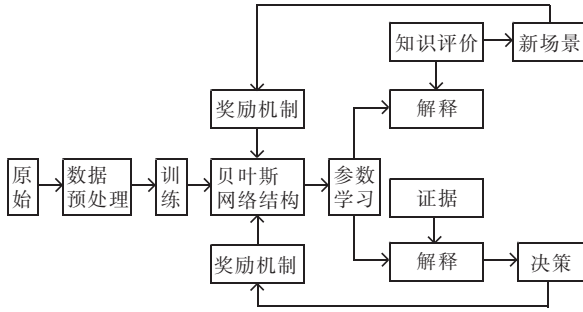 知识评价
新场景
奖励机制
解释
原
始
数据
预处理
训
练
贝叶斯
网络结构
参数
学习
证据
奖励机制
解释
决策